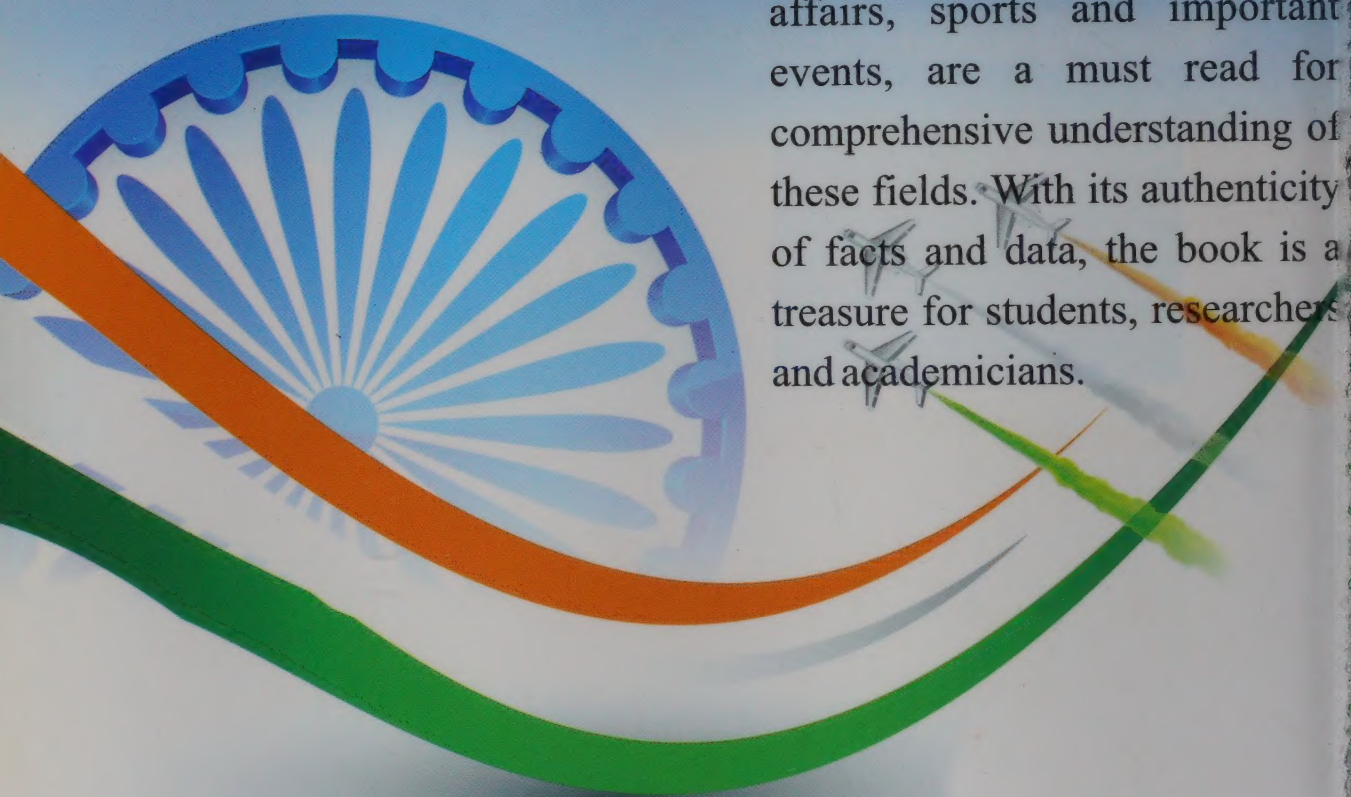 affairs, sports and important
events, are a must read for
comprehensive understanding of
these fields. With its authenticity
of facts and data, the book is a
treasure for students, researchers
and academicians.